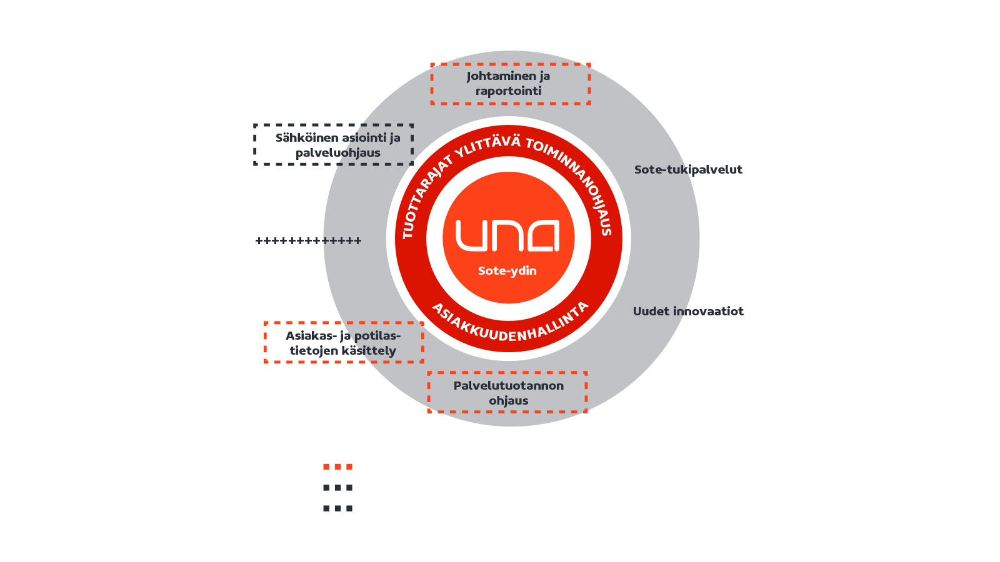 Johtaminen ja
raportointi
Sähköinen asiointi ja
palveluohjaus
TUOTTARAJAT YLITTÄVÄ TOIMINNANOHJAUS
Sote-tukipalvelut
una
Sote-ydin
+++++++++++++
ASIAKKUUDENHALLINTA
Uudet innovaatiot
Asiakas- ja potilas-
tietojen käsittely
Palvelutuotannon
ohjaus